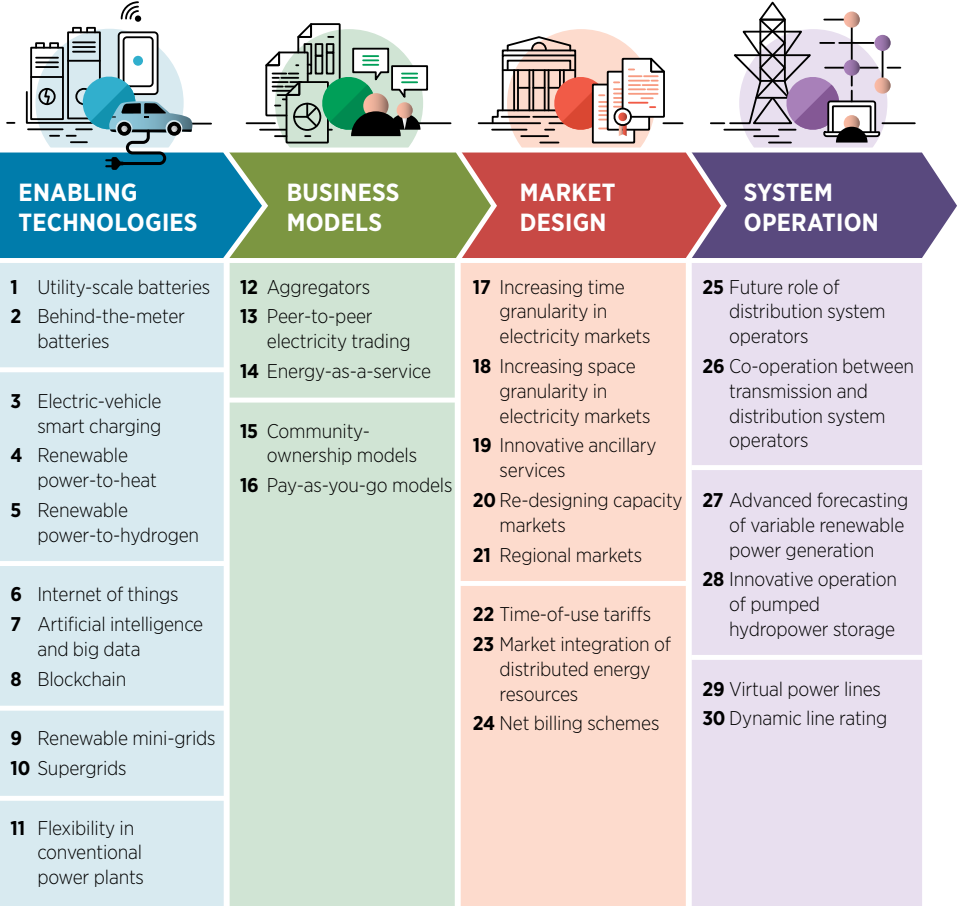 ENABLING
TECHNOLOGIES
BUSINESS
MODELS
MARKET
DESIGN
SYSTEM
OPERATION
1 Utility-scale batteries
2 Behind-the-meter
batteries
3 Electric-vehicle
smart charging
4 Renewable
power-to-heat
5 Renewable
power-to-hydrogen
6 Internet of things
7 Artificial intelligence
and big data
8 Blockchain
9 Renewable mini-grids
10 Supergrids
11 Flexibility in
conventional
power plants
12 Aggregators
13 Peer-to-peer
electricity trading
14 Energy-as-a-service
15 Community-
ownership models
16 Pay-as-you-go models
17 Increasing time
granularity in
electricity markets
18 Increasing space
granularity in
electricity markets
19 Innovative ancillary
services
20 Re-designing capacity
markets
21 Regional markets
22 Time-of-use tariffs
23 Market integration of
distributed energy
resources
24 Net billing schemes
25 Future role of
distribution system
operators
26 Co-operation between
transmission and
distribution system
operators
27 Advanced forecasting
of variable renewable
power generation
28 Innovative operation
of pumped
hydropower storage
29 Virtual power lines
30 Dynamic line rating